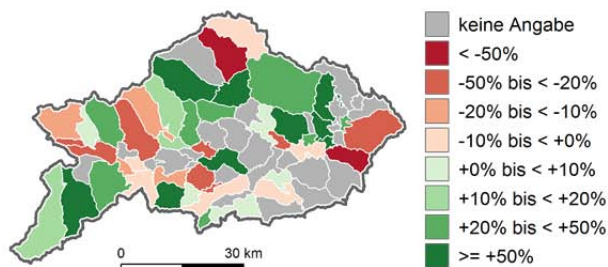 keine Angabe
< -50%
-50% bis < -20%
-20% bis < -10%
-10% bis < +0%
+0% bis < +10%
+10% bis < +20%
+20% bis < +50%
>= +50%
0 30 km